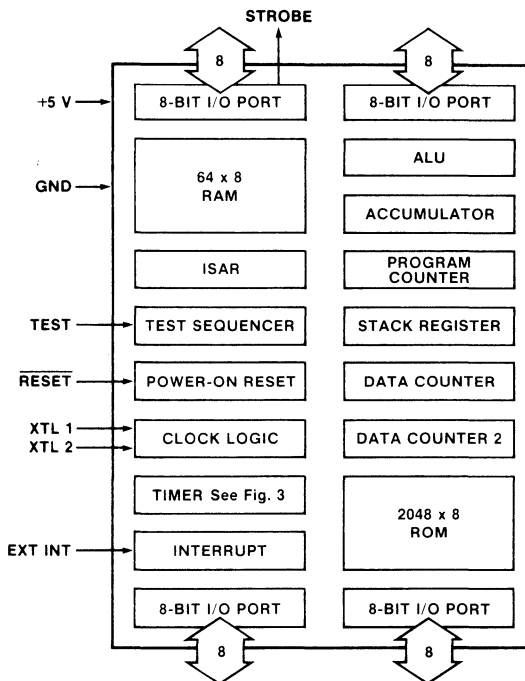 STROBE
8
8
+5 V
8-BIT I/O PORT
8-BIT I/O PORT
GND
64 x 8
RAM
ALU
ACCUMULATOR
ISAR
PROGRAM
COUNTER
TEST
TEST SEQUENCER
STACK REGISTER
RESET
POWER-ON RESET
DATA COUNTER
XTL 1
XTL 2
CLOCK LOGIC
DATA COUNTER 2
TIMER See Fig. 3
2048 x 8
ROM
EXT INT
INTERRUPT
8-BIT I/O PORT
8-BIT I/O PORT
8
8